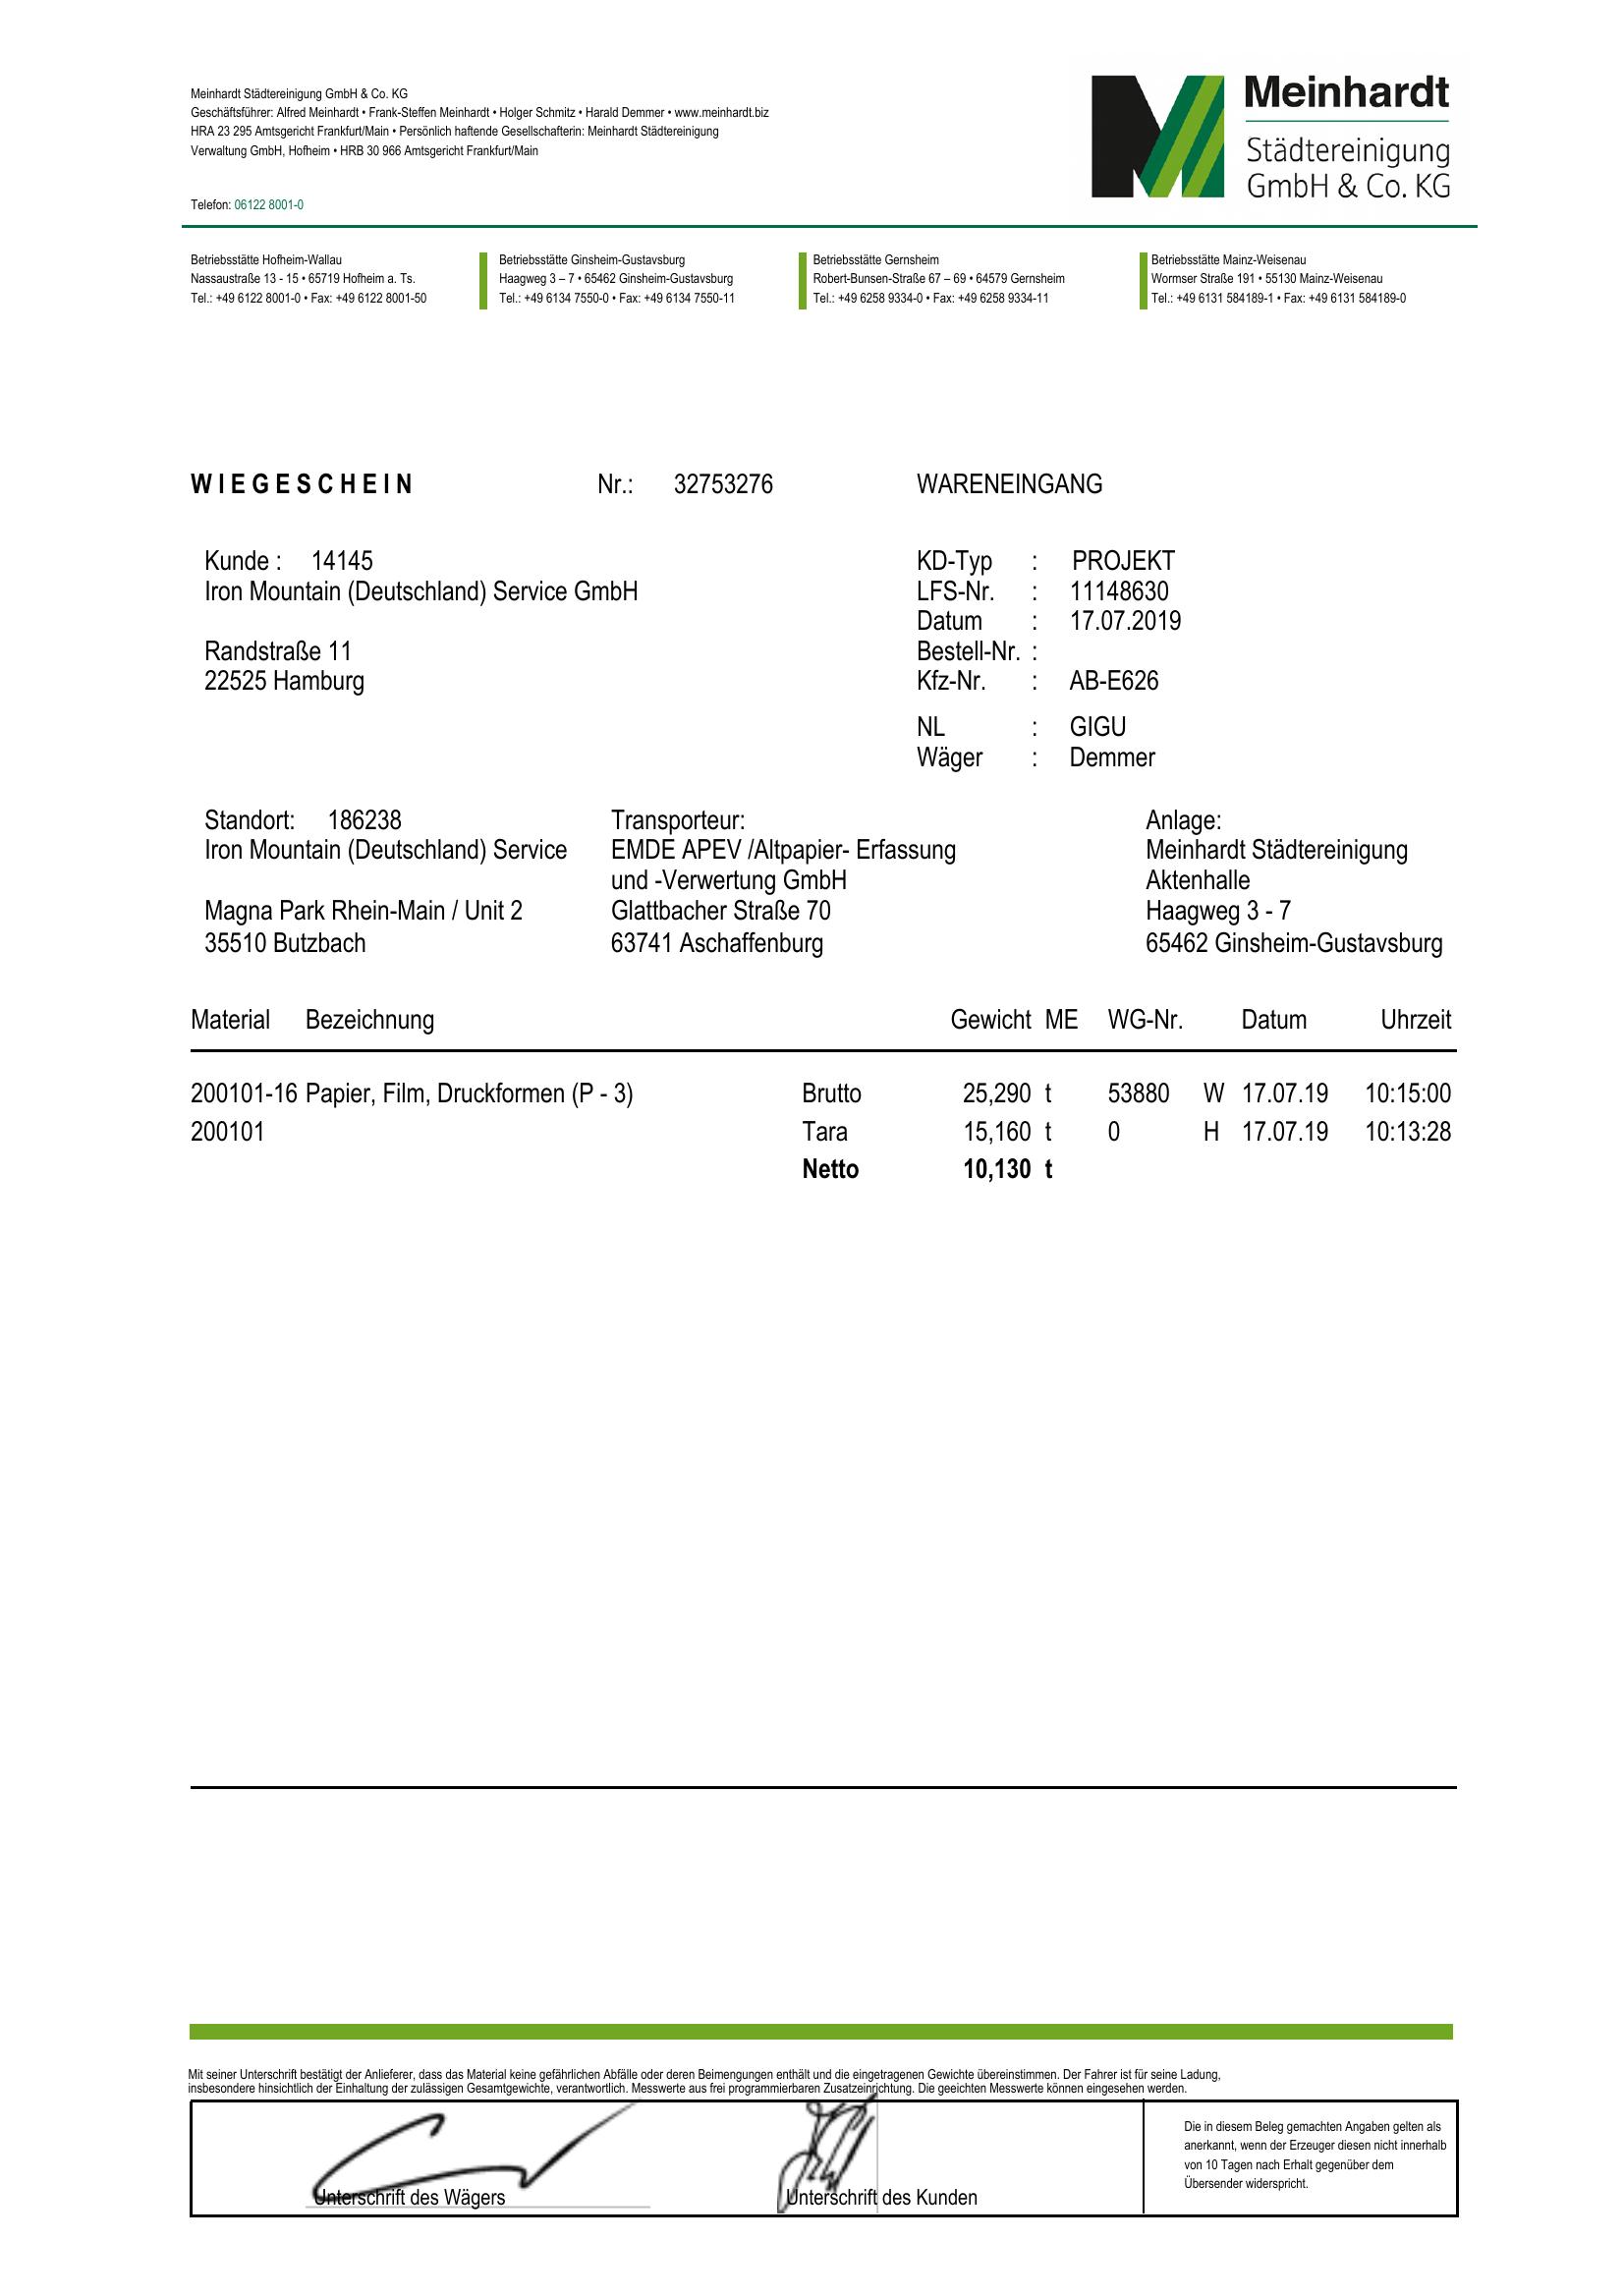 Meinhardt Städtereinigung GmbH & Co. KG
Geschäftsführer: Alfred Meinhardt • Frank-Steffen Meinhardt • Holger Schmitz • Harald Demmer • www.meinhardt.biz
HRA 23 295 Amtsgericht Frankfurt/Main • Persönlich haftende Gesellschafterin: Meinhardt Städtereinigung
Verwaltung GmbH, Hofheim • HRB 30 966 Amtsgericht Frankfurt/Main
Telefon: 06122 8001-0
Meinhardt
Städtereinigung
GmbH & Co. KG
Betriebsstätte Hofheim-Wallau
Nassaustraße 13 - 15 • 65719 Hofheim a. Ts.
Tel.: +49 6122 8001-0 • Fax: +49 6122 8001-50
Betriebsstätte Ginsheim-Gustavsburg
Haagweg 3 – 7 • 65462 Ginsheim-Gustavsburg
Tel.: +49 6134 7550-0 • Fax: +49 6134 7550-11
Betriebsstätte Gernsheim
Robert-Bunsen-Straße 67 – 69 • 64579 Gernsheim
Tel.: +49 6258 9334-0 • Fax: +49 6258 9334-11
Betriebsstätte Mainz-Weisenau
Wormser Straße 191 • 55130 Mainz-Weisenau
Tel.: +49 6131 584189-1 • Fax: +49 6131 584189-0
WIEGESCHEIN Nr.: 32753276 WARENEINGANG
Kunde : 14145
Iron Mountain (Deutschland) Service GmbH
Randstraße 11
22525 Hamburg
KD-Typ : PROJEKT
LFS-Nr. : 11148630
Datum : 17.07.2019
Bestell-Nr. :
Kfz-Nr. : AB-E626
NL : GIGU
Wäger : Demmer
Standort: 186238
Iron Mountain (Deutschland) Service
Magna Park Rhein-Main / Unit 2
35510 Butzbach
Transporteur:
EMDE APEV /Altpapier- Erfassung
und -Verwertung GmbH
Glattbacher Straße 70
63741 Aschaffenburg
Anlage:
Meinhardt Städtereinigung
Aktenhalle
Haagweg 3 - 7
65462 Ginsheim-Gustavsburg
Material Bezeichnung Gewicht ME WG-Nr. Datum Uhrzeit
200101-16 Papier, Film, Druckformen (P - 3) Brutto 25,290 t 53880 W 17.07.19 10:15:00
200101 Tara 15,160 t 0 H 17.07.19 10:13:28
Netto 10,130 t
Mit seiner Unterschrift bestätigt der Anlieferer, dass das Material keine gefährlichen Abfälle oder deren Beimengungen enthält und die eingetragenen Gewichte übereinstimmen. Der Fahrer ist für seine Ladung,
insbesondere hinsichtlich der Einhaltung der zulässigen Gesamtgewichte, verantwortlich. Messwerte aus frei programmierbaren Zusatzeinrichtung. Die geeichten Messwerte können eingesehen werden.
Unterschrift des Wägers
Unterschrift des Kunden
Die in diesem Beleg gemachten Angaben gelten als
anerkannt, wenn der Erzeuger diesen nicht innerhalb
von 10 Tagen nach Erhalt gegenüber dem
Übersender widerspricht.